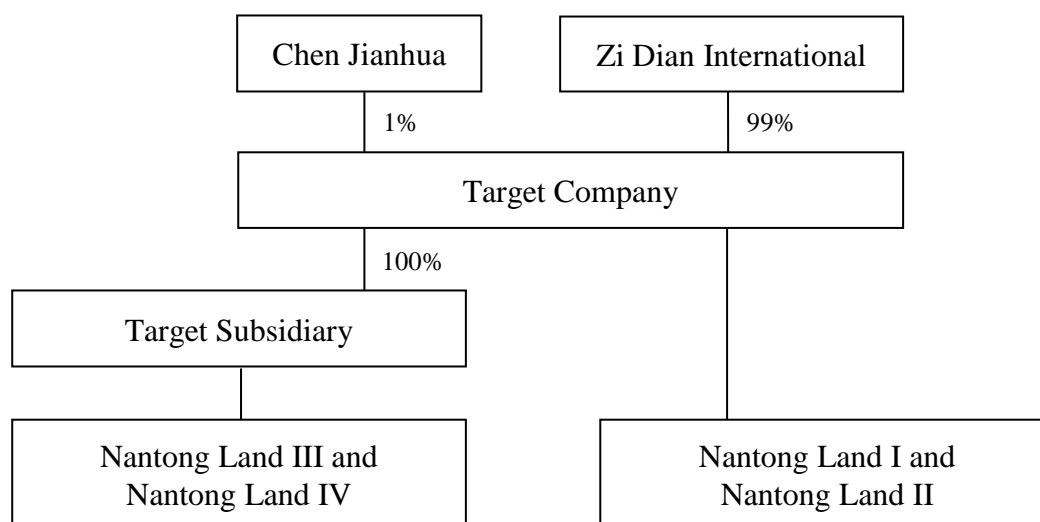 Chen Jianhua
Zi Dian International
1%
99%
Target Company
100%
Target Subsidiary
Nantong Land III and
Nantong Land IV
Nantong Land I and
Nantong Land II